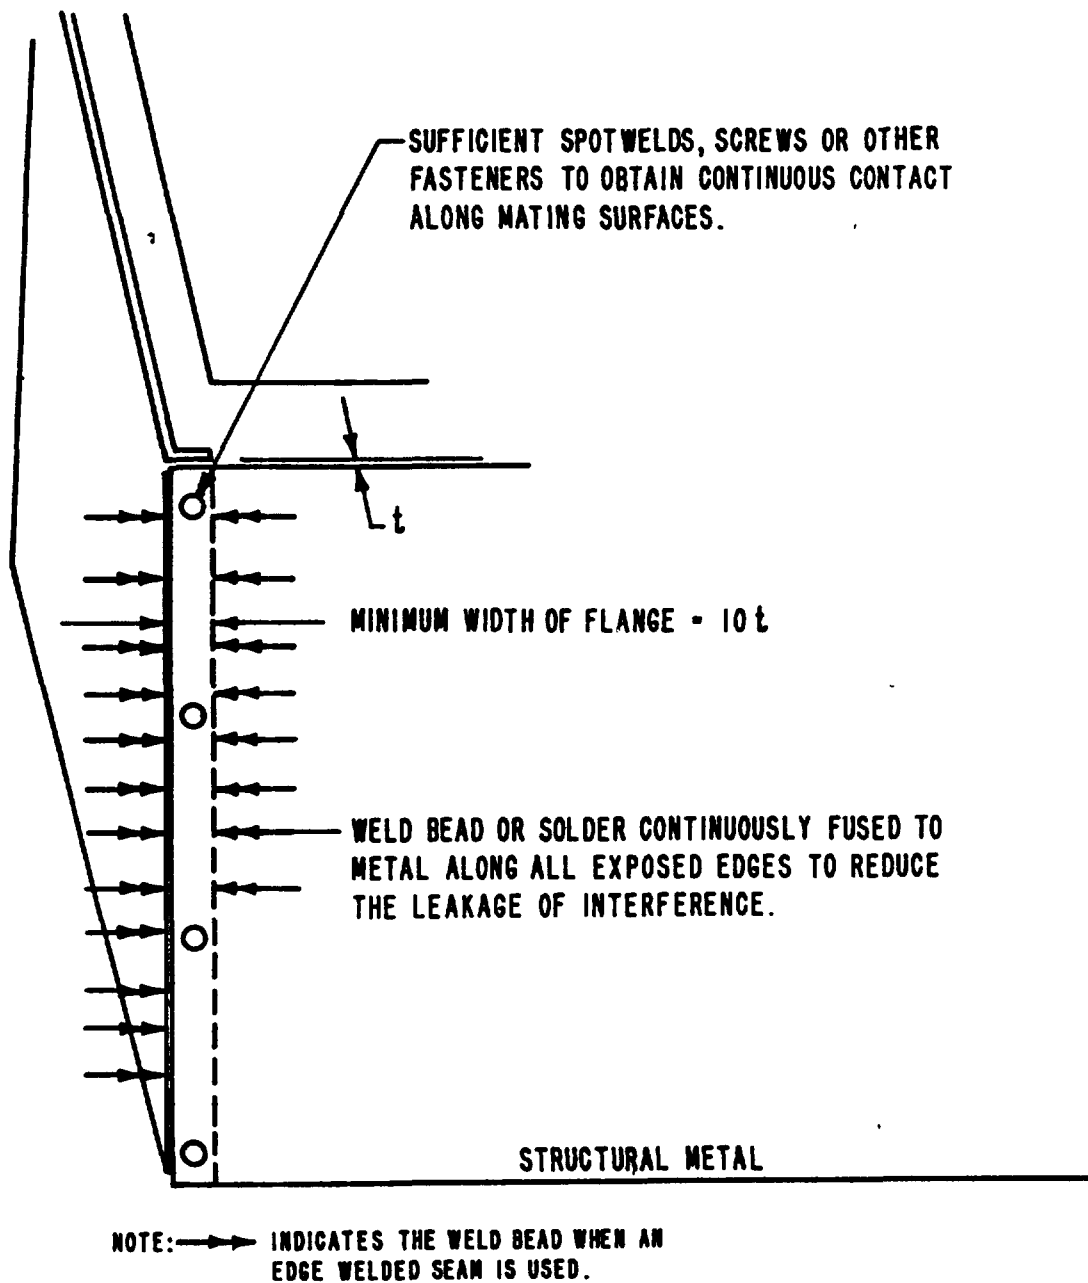 SUFFICIENT SPOTWELDS, SCREWS OR OTHER
FASTENERS TO OBTAIN CONTINUOUS CONTACT
ALONG MATING SURFACES.
t
MINIMUM WIDTH OF FLANGE = 10 t
WELD BEAD OR SOLDER CONTINUOUSLY FUSED TO
METAL ALONG ALL EXPOSED EDGES TO REDUCE
THE LEAKAGE OF INTERFERENCE.
STRUCTURAL METAL
NOTE: INDICATES THE WELD BEAD WHEN AN
EDGE WELDED SEAM IS USED.